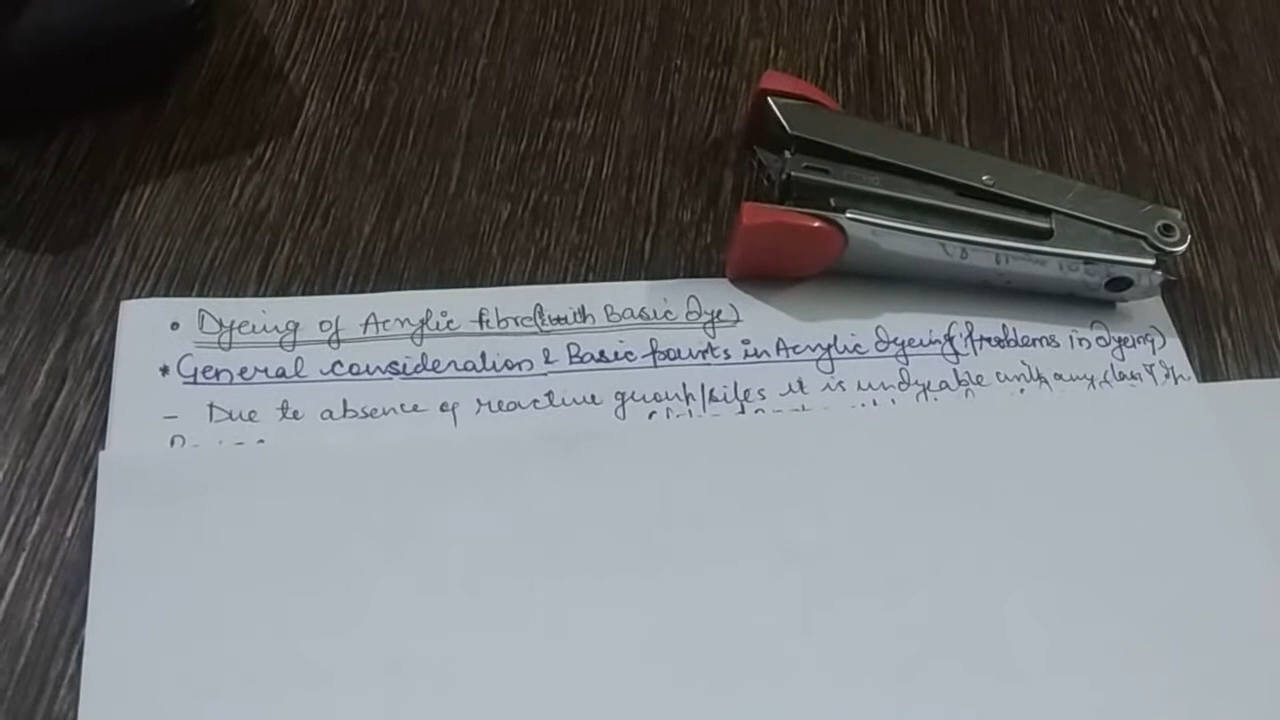 • Dyeing of Acrylic fibre (with Basic Dye)
* General consideration & Basic points in Acrylic dyeing (problems in dyeing)
- Due to absence of reactive group/sites it is undyeable with any class of